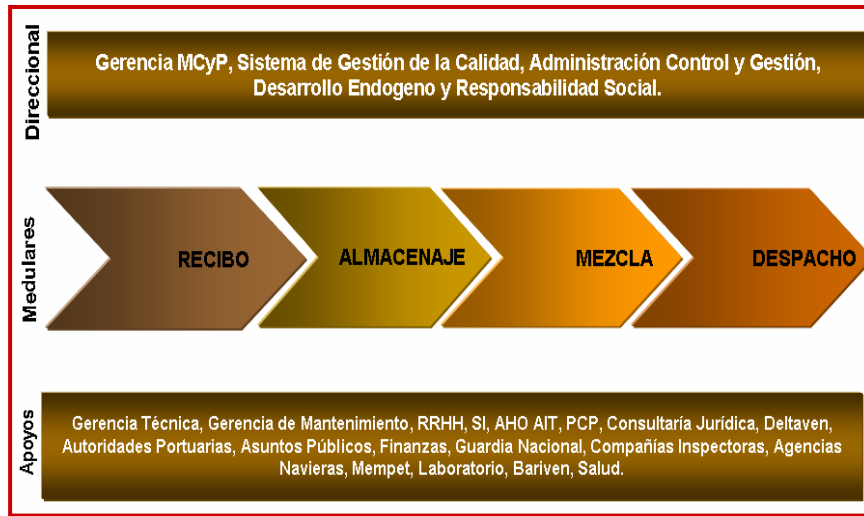 Direccional
Gerencia MCyP, Sistema de Gestión de la Calidad, Administración Control y Gestión,
Desarrollo Endogeno y Responsabilidad Social.
Medulares
RECIBO
ALMACENAJE
MEZCLA
DESPACHO
Apoyos
Gerencia Técnica, Gerencia de Mantenimiento, RRHH, SI, AHO AIT, PCP, Consultaría Jurídica, Deltaven,
Autoridades Portuarias, Asuntos Públicos, Finanzas, Guardia Nacional, Compañías Inspectoras, Agencias
Navieras, Mempet, Laboratorio, Bariven, Salud.